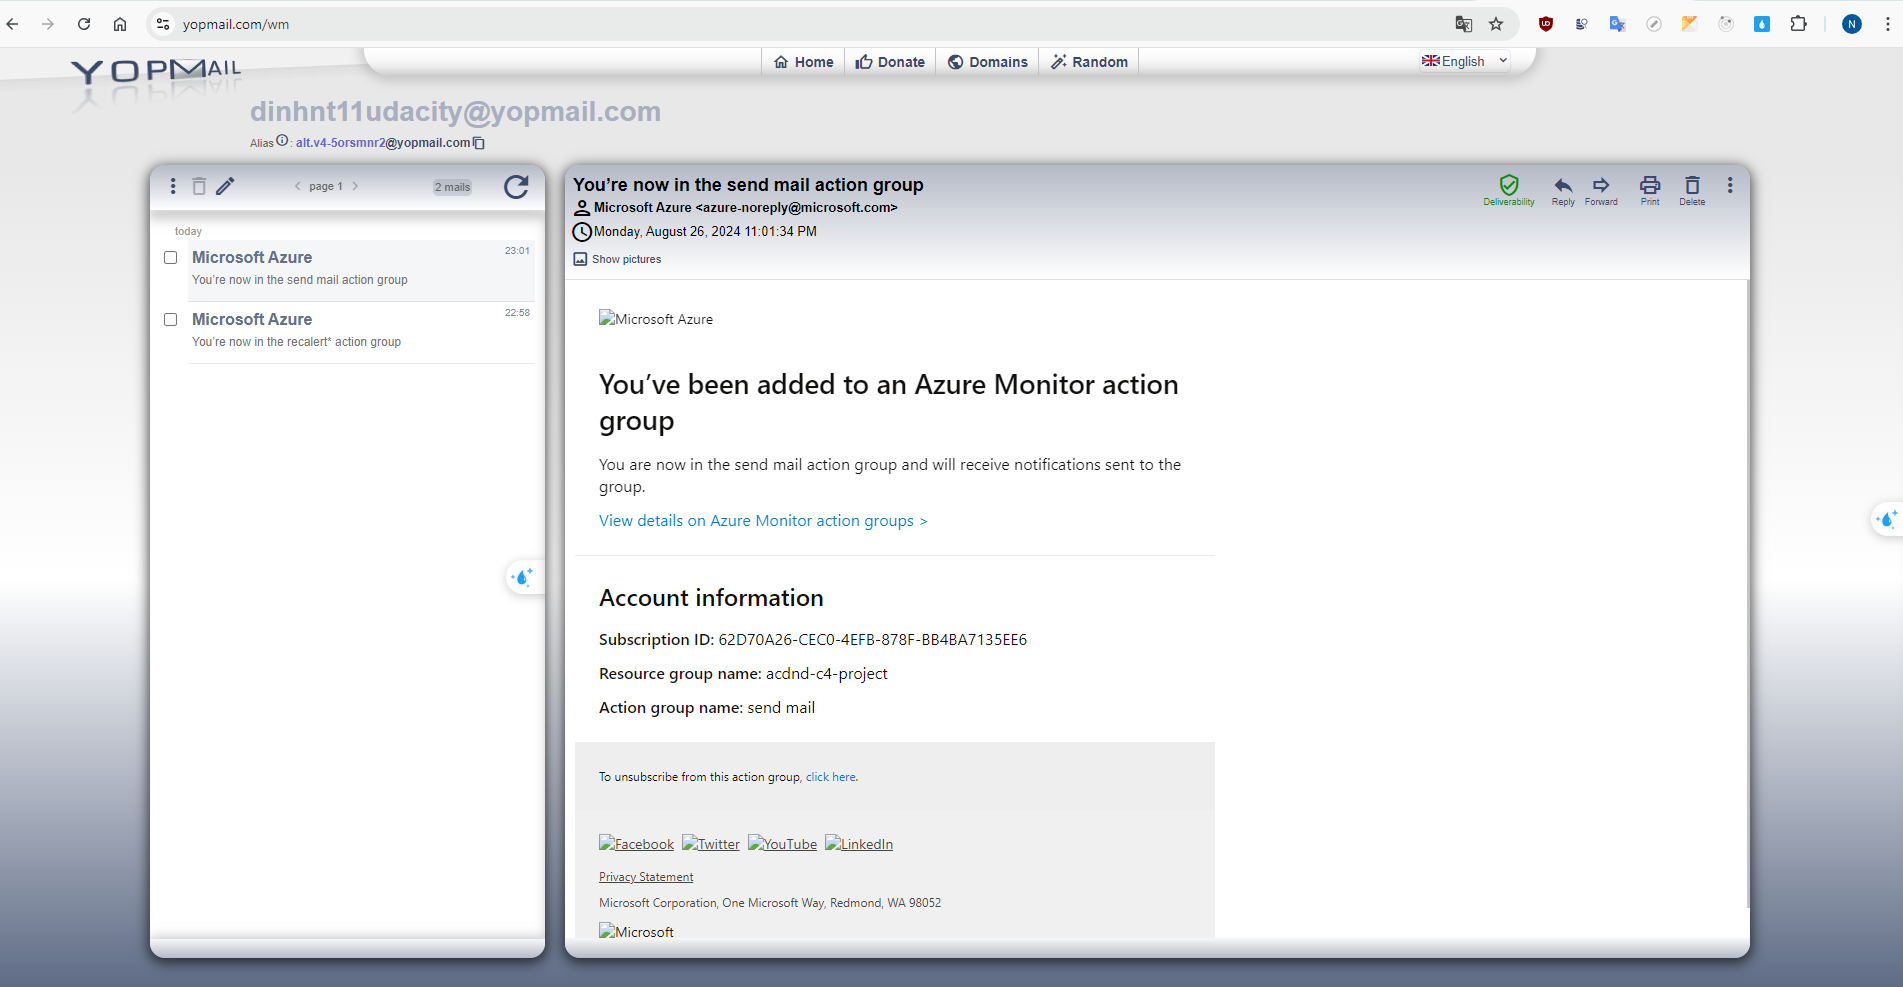 yopmail.com/wm
N
YOPMAIL
Home
Donate
Domains
Random
English
dinhnt11udacity@yopmail.com
Alias : alt.v4-5orsmnr2@yopmail.com
page 1
2 mails
today
Microsoft Azure
23:01
You're now in the send mail action group
Microsoft Azure
22:58
You're now in the recalert* action group
You're now in the send mail action group
Microsoft Azure <azure-noreply@microsoft.com>
Monday, August 26, 2024 11:01:34 PM
Show pictures
Deliverability
Reply
Forward
Print
Delete
Microsoft Azure
You've been added to an Azure Monitor action
group
You are now in the send mail action group and will receive notifications sent to the
group.
View details on Azure Monitor action groups >
Account information
Subscription ID: 62D70A26-CEC0-4EFB-878F-BB4BA7135EE6
Resource group name: acdnd-c4-project
Action group name: send mail
To unsubscribe from this action group, click here.
Facebook Twitter YouTube LinkedIn
Privacy Statement
Microsoft Corporation, One Microsoft Way, Redmond, WA 98052
Microsoft